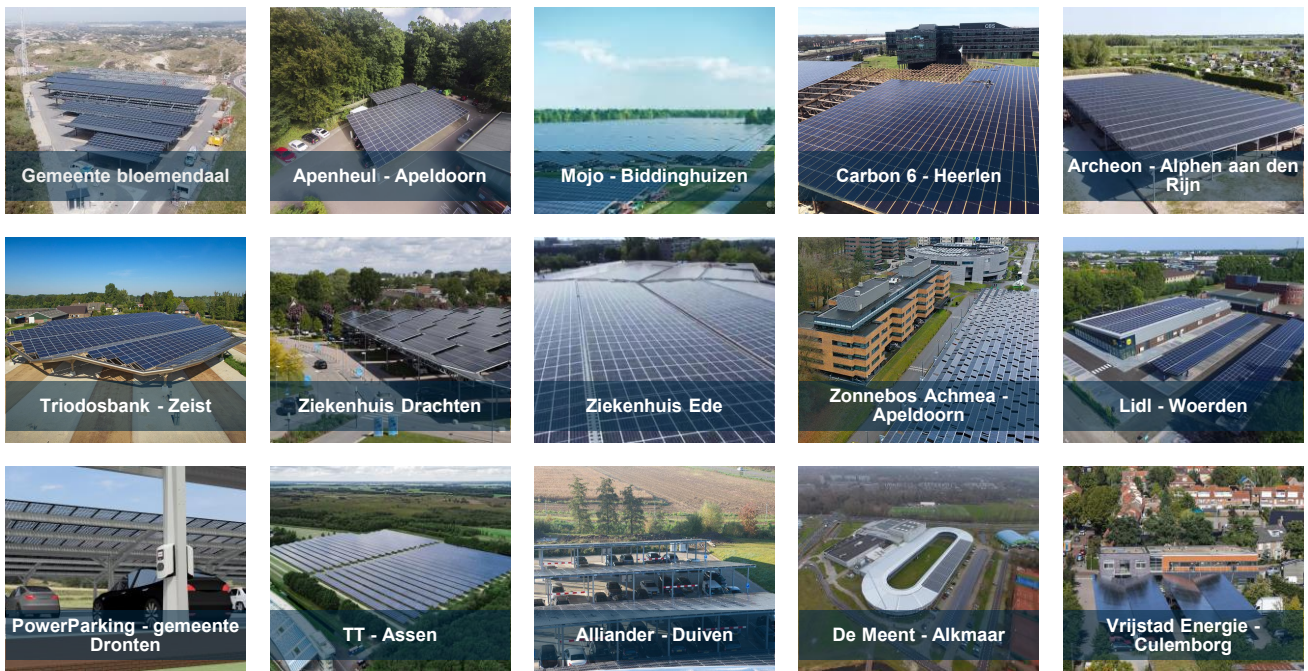 Gemeente bloemendaal
Apenheul - Apeldoorn
Mojo - Biddinghuizen
Carbon 6 - Heerlen
Archeon - Alphen aan den
Rijn
CBS
Triodosbank - Zeist
Ziekenhuis Drachten
Ziekenhuis Ede
Zonnebos Achmea -
Apeldoorn
Lidl - Woerden
PowerParking - gemeente
Dronten
TT - Assen
Alliander - Duiven
De Meent - Alkmaar
Vrijstad Energie -
Culemborg